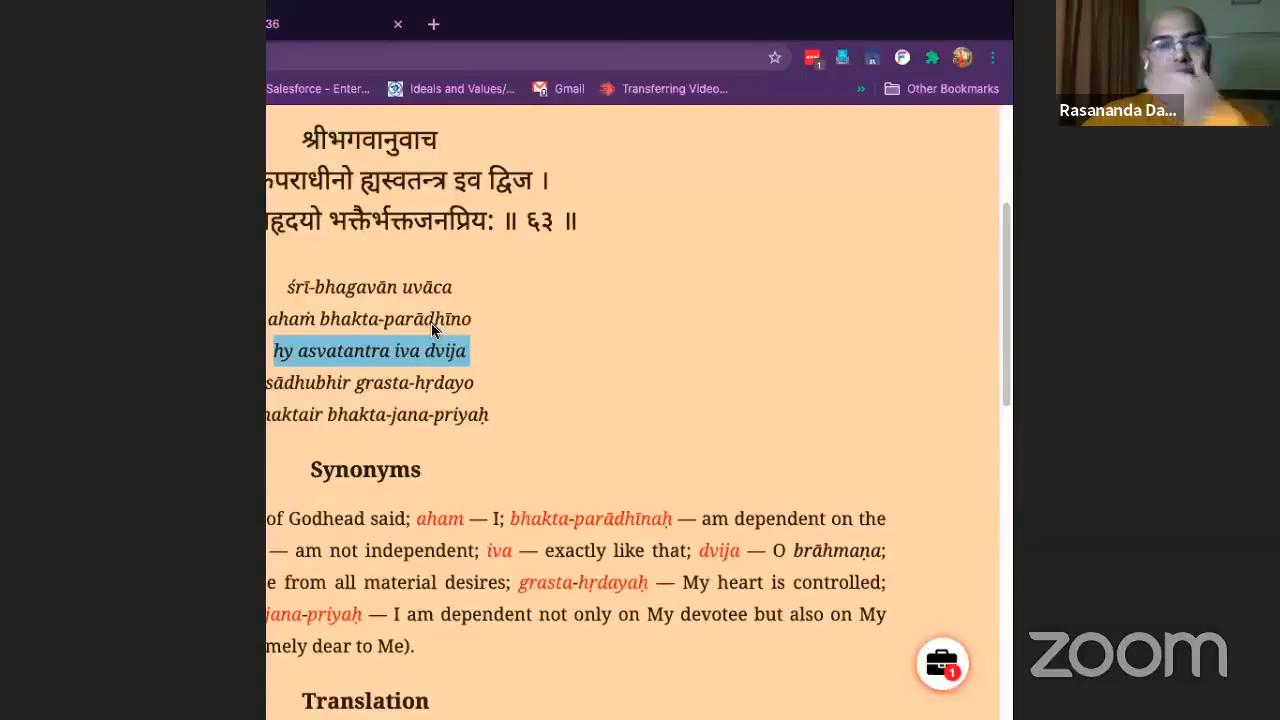 36
Salesforce - Enter...
Ideals and Values/...
Gmail
Transferring Video...
»
Other Bookmarks
1
Rasananda Da...
श्रीभगवानुवाच
पराधीनो ह्यस्वतन्त्र इव द्विज ।
हृदयो भक्तैर्भक्तजनप्रिय: ॥ ६३ ॥
śrī-bhagavān uvāca
ahaṁ bhakta-parādhīno
hy asvatantra iva dvija
sādhubhir grasta-hṛdayo
haktair bhakta-jana-priyaḥ
Synonyms
of Godhead said; aham — I; bhakta-parādhīnaḥ — am dependent on the
— am not independent; iva — exactly like that; dvija — O brāhmaṇa;
e from all material desires; grasta-hṛdayaḥ — My heart is controlled;
jana-priyaḥ — I am dependent not only on My devotee but also on My
mely dear to Me).
1
Translation
zoom